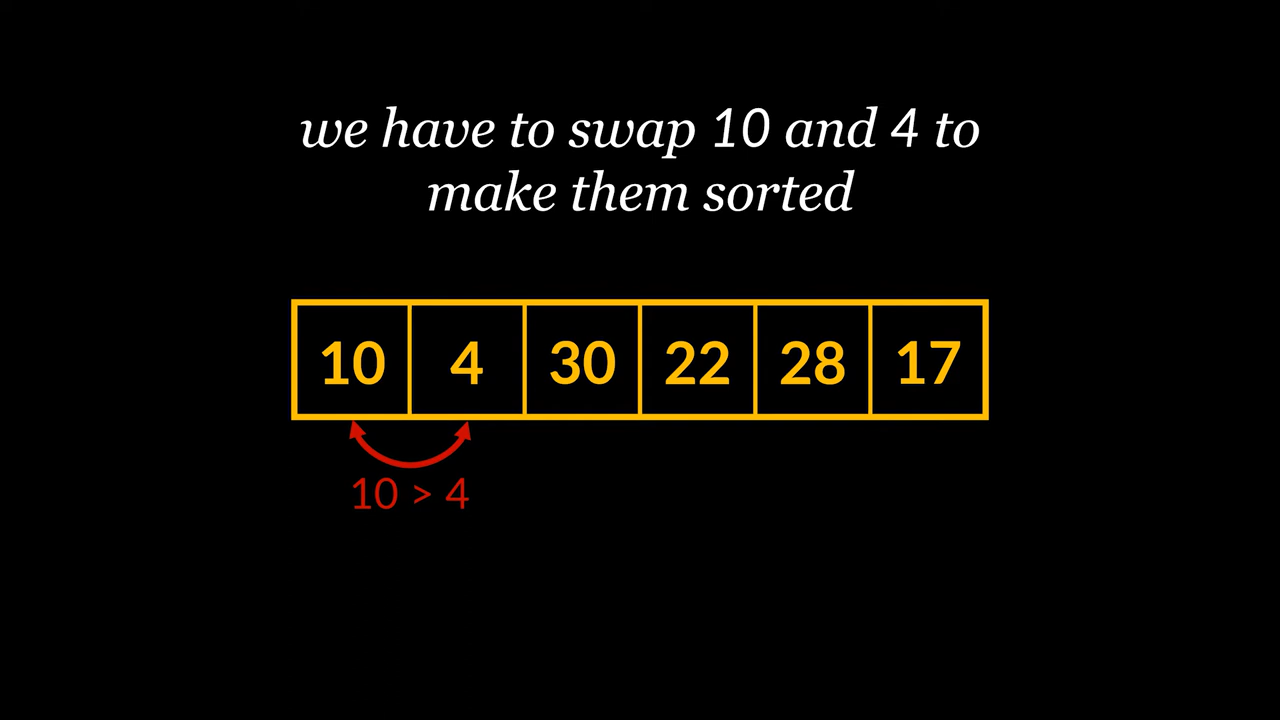 we have to swap 10 and 4 to
make them sorted
10 4 30 22 28 17
10 > 4